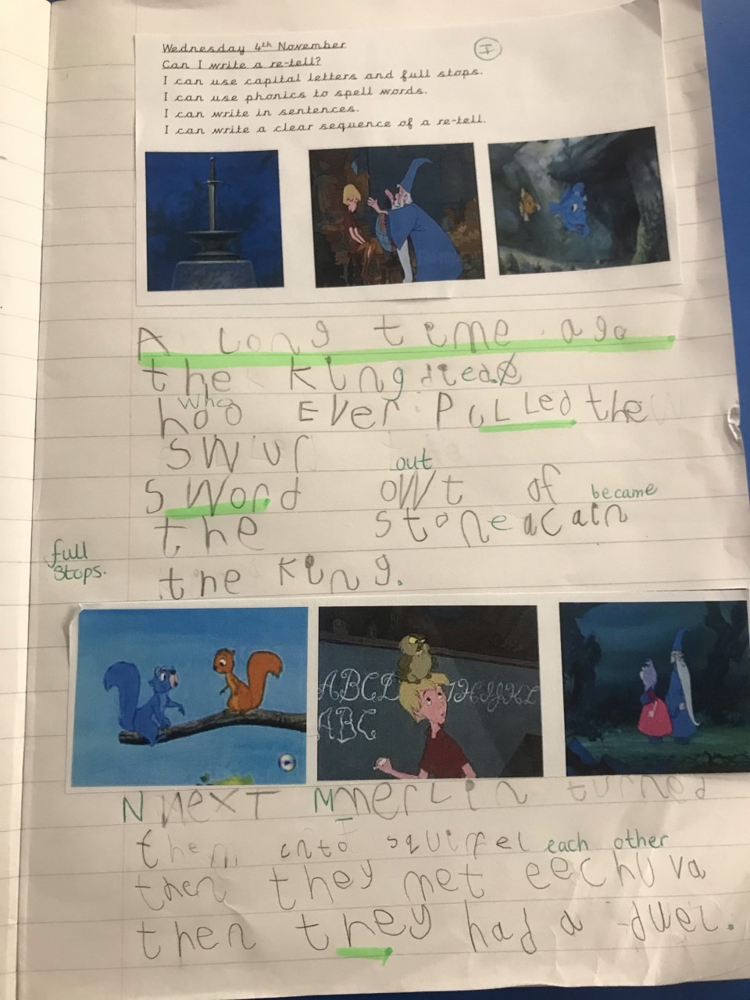 Wednesday 4th November
I
Can I write a re-tell?
I can use capital letters and full stops.
I can use phonics to spell words.
I can write in sentences.
I can write a clear sequence of a re-tell.
A Long time ago
the king died
who
hoo Ever PuLLed the
swur
out
sword owt of
became
the stone acain
full
stops.
the king.
ABCD
ABC
N next M merLin turned
them into squirrel each other
then they met eechuva
then they had a duel.